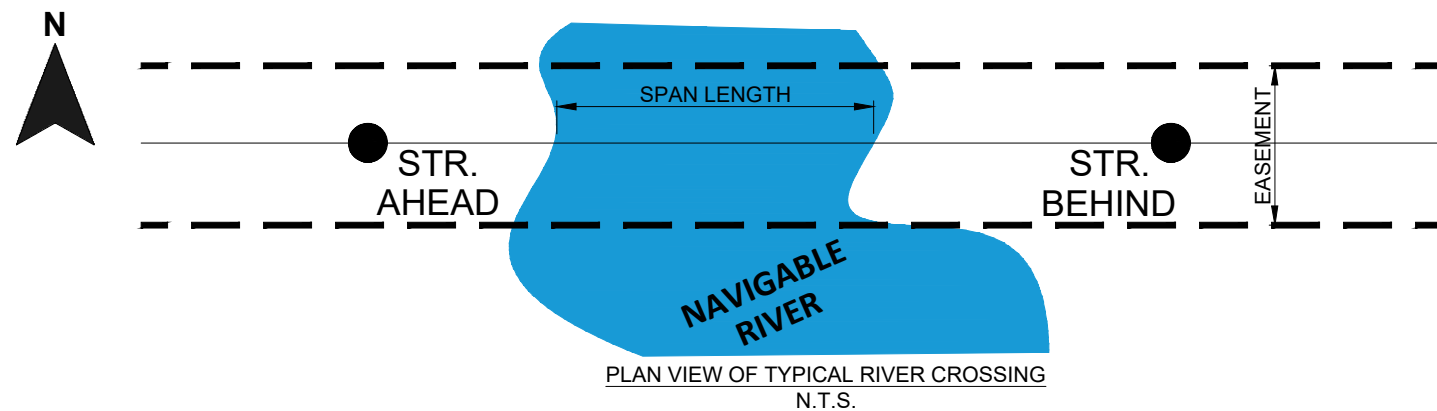 N
SPAN LENGTH
EASEMENT
STR.
AHEAD
STR.
BEHIND
NAVIGABLE
RIVER
PLAN VIEW OF TYPICAL RIVER CROSSING
N.T.S.